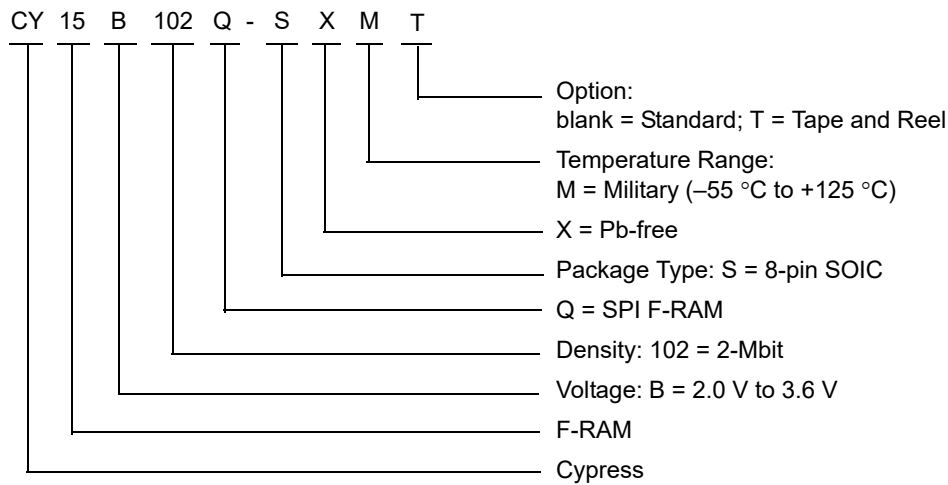 CY 15 B 102 Q - S X M T
Option:
blank = Standard; T = Tape and Reel
Temperature Range:
M = Military (–55 °C to +125 °C)
X = Pb-free
Package Type: S = 8-pin SOIC
Q = SPI F-RAM
Density: 102 = 2-Mbit
Voltage: B = 2.0 V to 3.6 V
F-RAM
Cypress